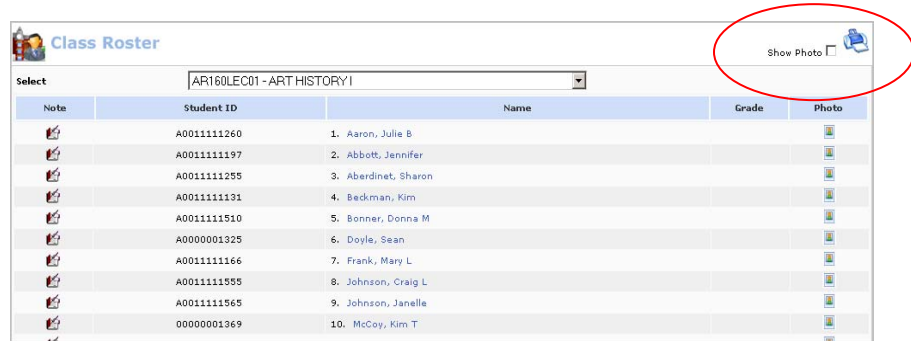 Class Roster
Show Photo
Select AR160LEC01 - ART HISTORY I
Note Student ID Name Grade Photo
A0011111260 1. Aaron, Julie B
A0011111197 2. Abbott, Jennifer
A0011111255 3. Aberdinet, Sharon
A0011111131 4. Beckman, Kim
A0011111510 5. Bonner, Donna M
A0000001325 6. Doyle, Sean
A0011111166 7. Frank, Mary L
A0011111555 8. Johnson, Craig L
A0011111565 9. Johnson, Janelle
00000001369 10. McCoy, Kim T